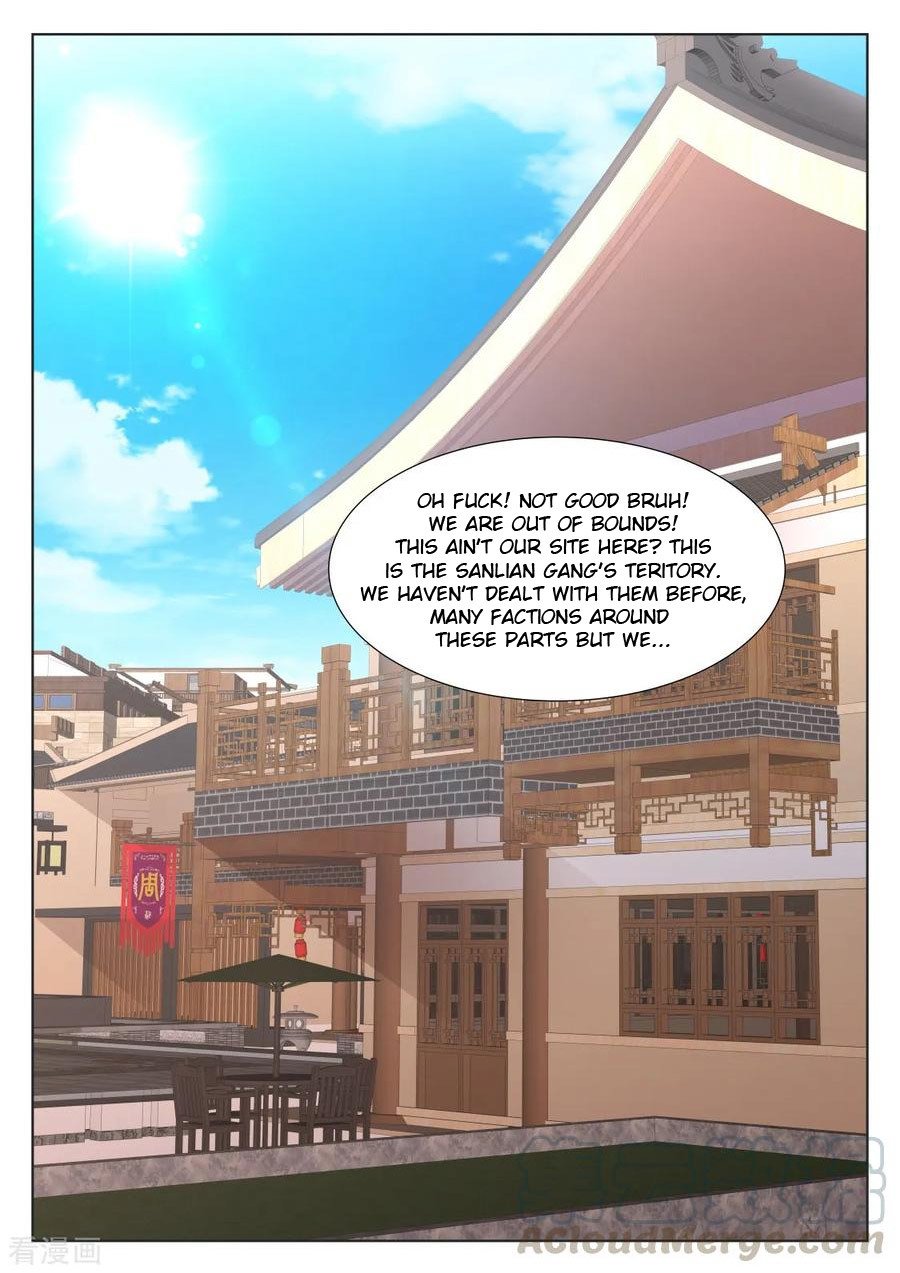 OH FUCK! NOT GOOD BRUH!
WE ARE OUT OF BOUNDS!
THIS AIN'T OUR SITE HERE? THIS
IS THE SANLIAN GANG'S TERITORY.
WE HAVEN'T DEALT WITH THEM BEFORE,
MANY FACTIONS AROUND
THESE PARTS BUT WE...
周
看漫画
ACloudMerge.com